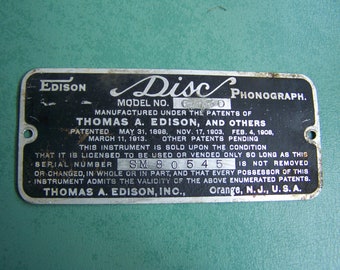 EDISON Disc PHONOGRAPH.
MODEL NO.
MANUFACTURED UNDER THE PATENTS OF
THOMAS A. EDISON, AND OTHERS
PATENTED MAY 31, 1898, NOV. 17, 1903, FEB. 4, 1908,
MARCH 11, 1913. OTHER PATENTS PENDING
THIS INSTRUMENT IS SOLD UPON THE CONDITION
THAT IT IS LICENSED TO BE USED OR VENDED ONLY SO LONG AS THIS
SERIAL NUMBER SM 80545 IS NOT REMOVED
OR CHANGED, IN WHOLE OR IN PART, AND THAT EVERY POSSESSOR OF THIS
INSTRUMENT ADMITS THE VALIDITY OF THE ABOVE ENUMERATED PATENTS.
THOMAS A. EDISON, INC., Orange, N. J., U. S. A.